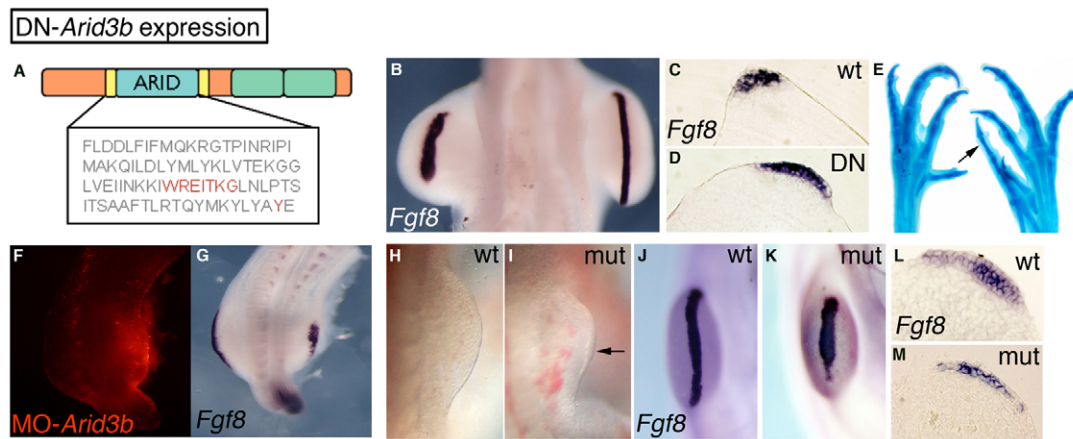 DN-Arid3b expression
A
ARID
FLDDLFIFMQKRGTPINRIPI
MAKQILDLYMLYKLVTEKGG
LVEIINKKIWREITKGLNLPTS
ITSAAFTLRTQYMKYLYAYE
B
Fgf8
C
wt
Fgf8
D
DN
E
F
MO-Arid3b
G
Fgf8
H
wt
I
mut
J
wt
Fgf8
K
mut
L
wt
Fgf8
M
mut